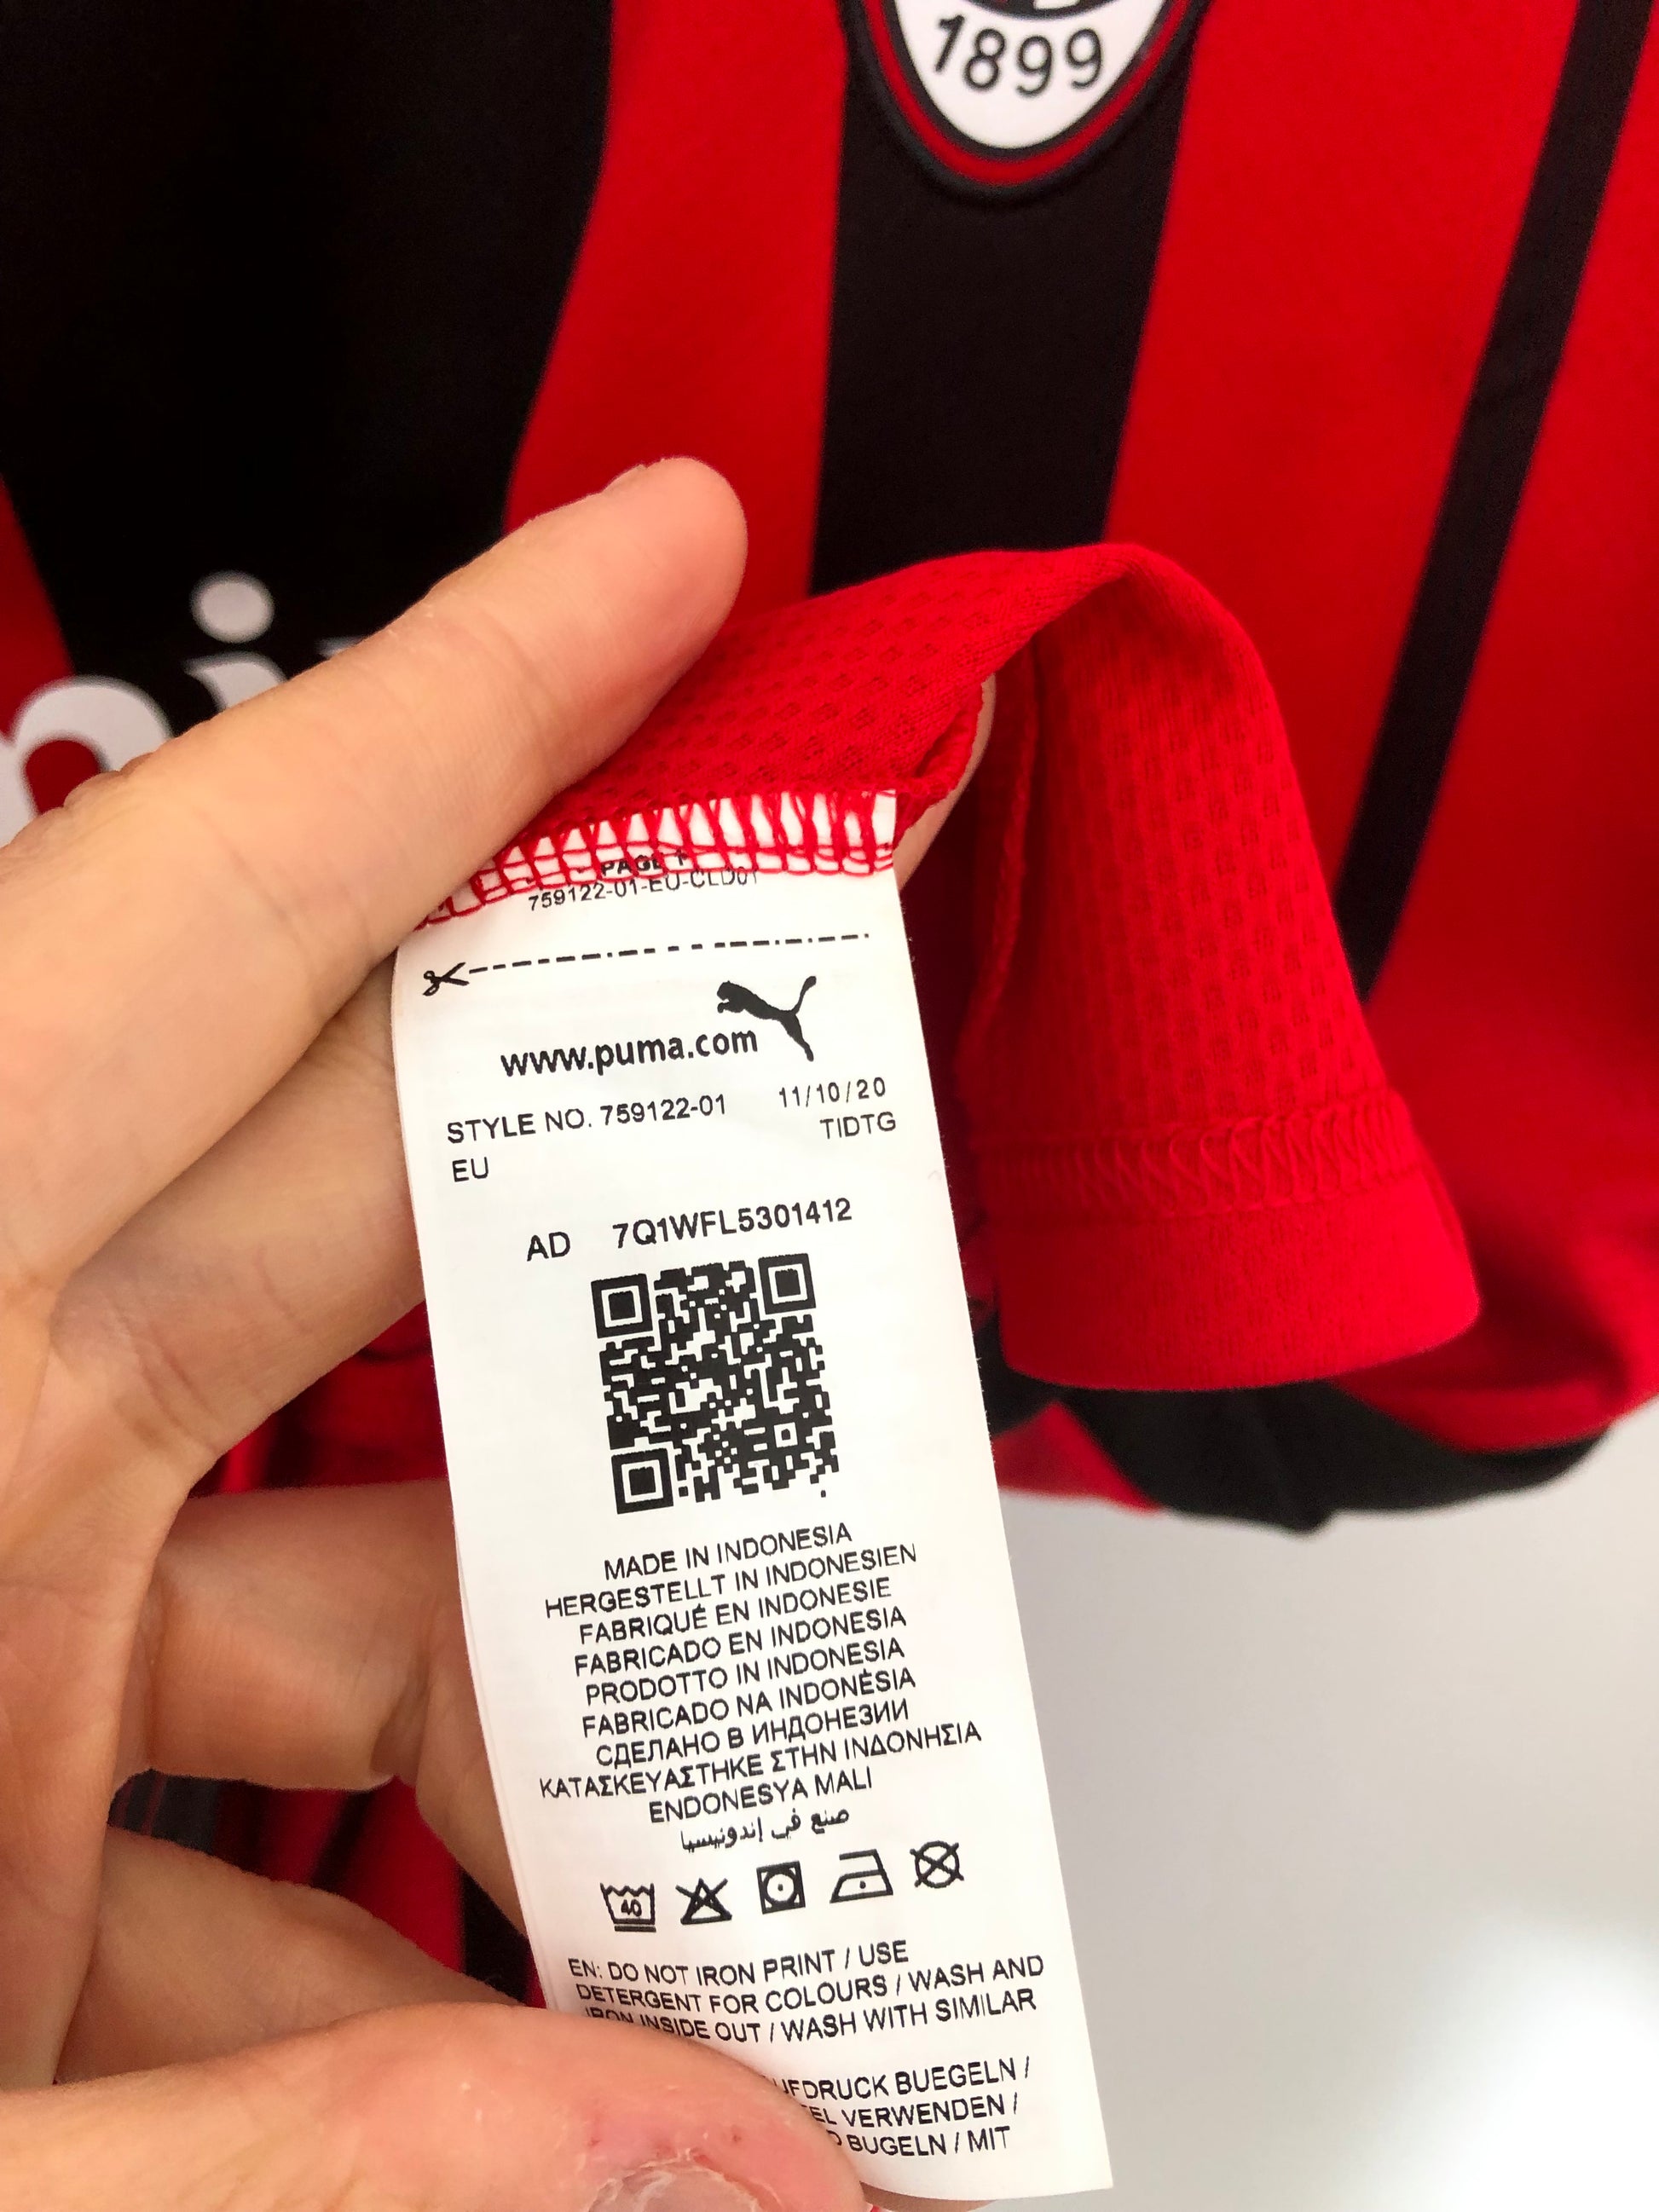 1899
PAGE 1
759122-01-EU-CLD01
www.puma.com
STYLE NO. 759122-01 11/10/20
EU TIDTG
AD 7Q1WFL5301412
MADE IN INDONESIA
HERGESTELLT IN INDONESIEN
FABRIQUÉ EN INDONESIE
FABRICADO EN INDONESIA
PRODOTTO IN INDONESIA
FABRICADO NA INDONÉSIA
СДЕЛАНО В ИНДОНЕЗИИ
ΚΑΤΑΣΚΕΥΑΣΤΗΚΕ ΣΤΗΝ ΙΝΔΟΝΗΣΙΑ
ENDONESYA MALI
صنع في إندونيسيا
40
EN: DO NOT IRON PRINT / USE
DETERGENT FOR COLOURS / WASH AND
IRON INSIDE OUT / WASH WITH SIMILAR
BUEGELN /
VERWENDEN /
BUGELN / MIT